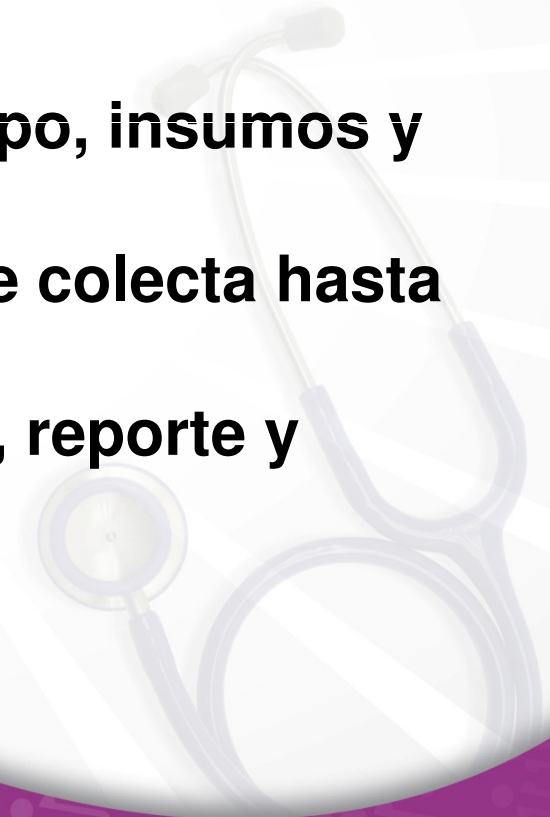 po, insumos y
e colecta hasta
, reporte y